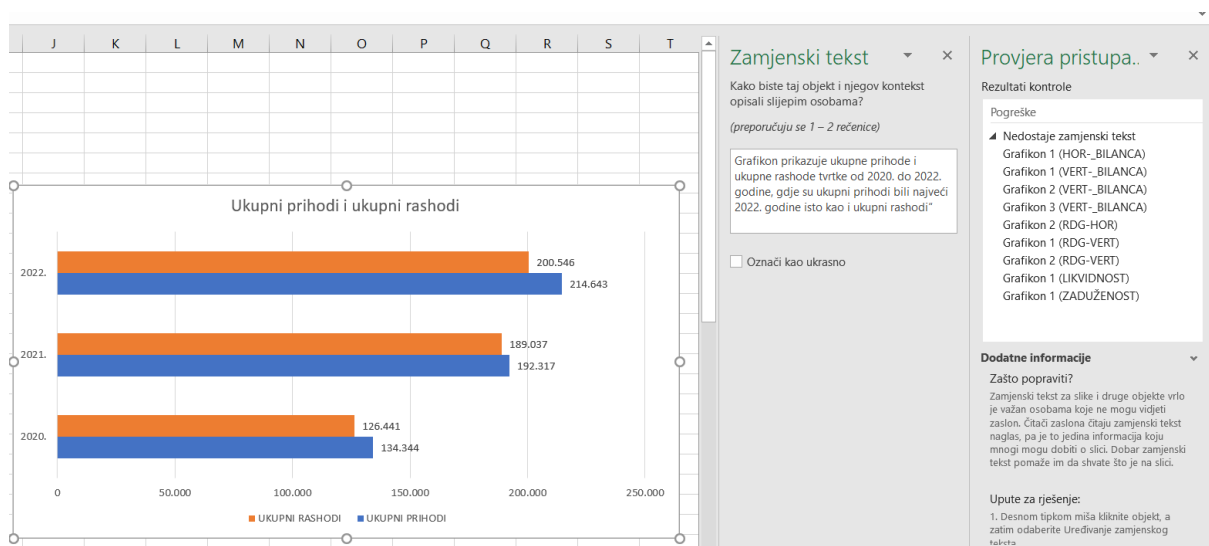 J K L M N O P Q R S T
Ukupni prihodi i ukupni rashodi
2022.
200.546
214.643
2021.
189.037
192.317
2020.
126.441
134.344
0 50.000 100.000 150.000 200.000 250.000
UKUPNI RASHODI UKUPNI PRIHODI
Zamjenski tekst
Kako biste taj objekt i njegov kontekst
opisali slijepim osobama?
(preporučuju se 1 – 2 rečenice)
Grafikon prikazuje ukupne prihode i
ukupne rashode tvrtke od 2020. do 2022.
godine, gdje su ukupni prihodi bili najveći
2022. godine isto kao i ukupni rashodi"
Označi kao ukrasno
Provjera pristupa..
Rezultati kontrole
Pogreške
Nedostaje zamjenski tekst
Grafikon 1 (HOR-_BILANCA)
Grafikon 1 (VERT-_BILANCA)
Grafikon 2 (VERT-_BILANCA)
Grafikon 3 (VERT-_BILANCA)
Grafikon 2 (RDG-HOR)
Grafikon 1 (RDG-VERT)
Grafikon 2 (RDG-VERT)
Grafikon 1 (LIKVIDNOST)
Grafikon 1 (ZADUŽENOST)
Dodatne informacije
Zašto popraviti?
Zamjenski tekst za slike i druge objekte vrlo
je važan osobama koje ne mogu vidjeti
zaslon. Čitači zaslona čitaju zamjenski tekst
naglas, pa je to jedina informacija koju
mnogi mogu dobiti o slici. Dobar zamjenski
tekst pomaže im da shvate što je na slici.
Upute za rješenje:
1. Desnom tipkom miša kliknite objekt, a
zatim odaberite Uređivanje zamjenskog
teksta